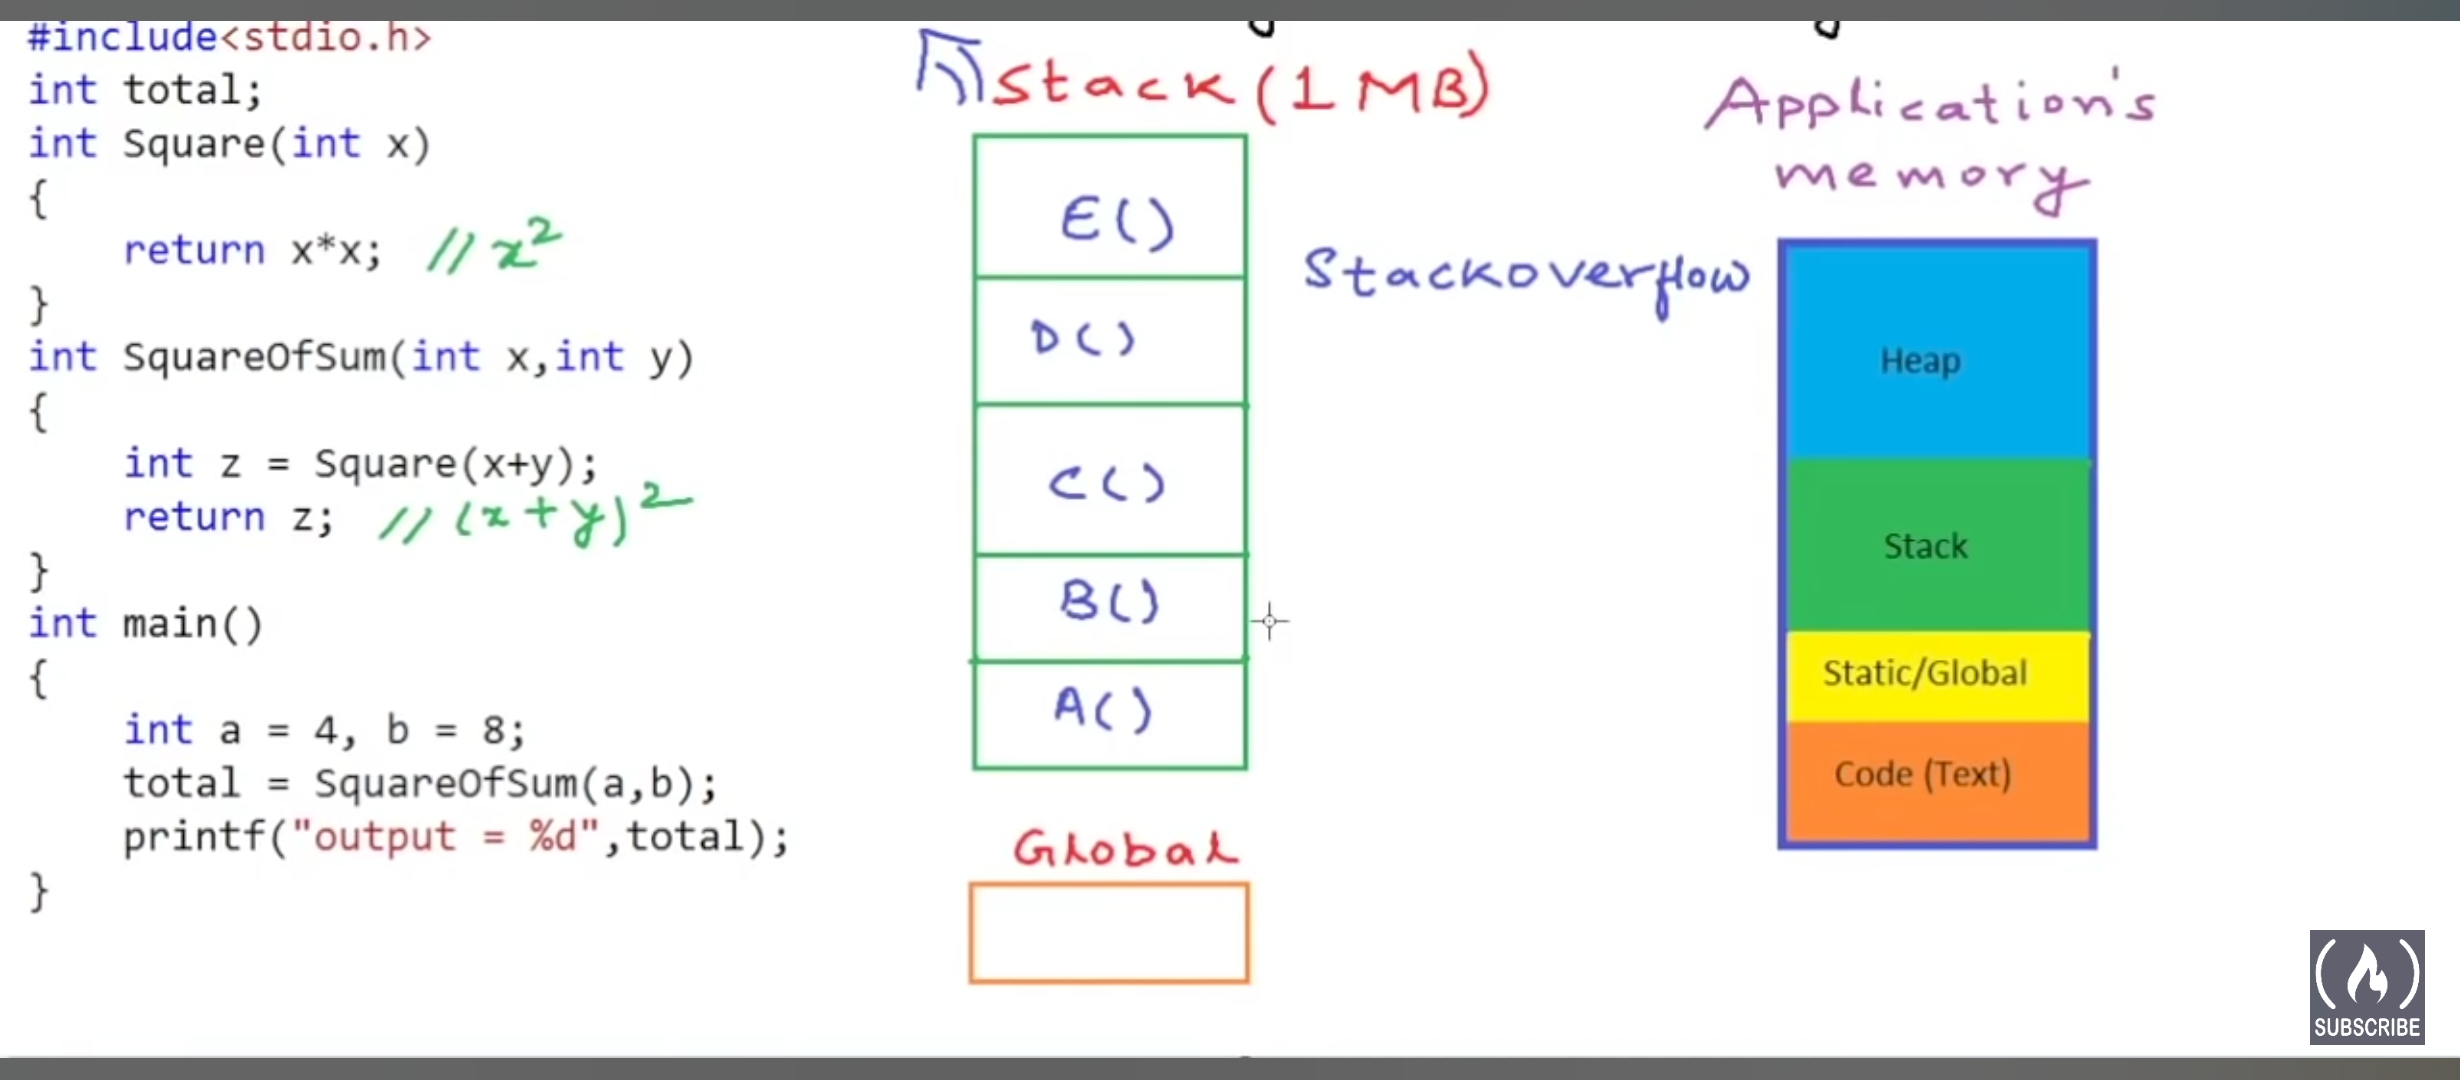 #include<stdio.h>
int total;
int Square(int x)
{
return x*x; //x²
}
int SquareOfSum(int x,int y)
{
int z = Square(x+y);
return z; //(x+y)²
}
int main()
{
int a = 4, b = 8;
total = SquareOfSum(a,b);
printf("output = %d",total);
}
Stack (1 MB)
E()
D()
C()
B()
A()
Global
Stackoverflow
Application's
memory
Heap
Stack
Static/Global
Code (Text)
SUBSCRIBE